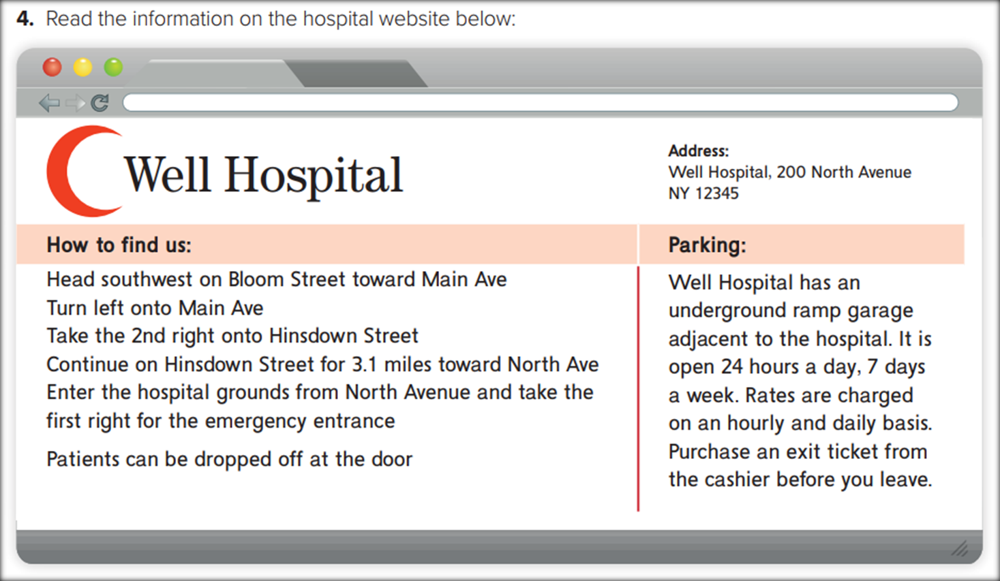 4. Read the information on the hospital website below:
Well Hospital
Address:
Well Hospital, 200 North Avenue
NY 12345
How to find us:
Head southwest on Bloom Street toward Main Ave
Turn left onto Main Ave
Take the 2nd right onto Hinsdown Street
Continue on Hinsdown Street for 3.1 miles toward North Ave
Enter the hospital grounds from North Avenue and take the
first right for the emergency entrance
Patients can be dropped off at the door
Parking:
Well Hospital has an
underground ramp garage
adjacent to the hospital. It is
open 24 hours a day, 7 days
a week. Rates are charged
on an hourly and daily basis.
Purchase an exit ticket from
the cashier before you leave.